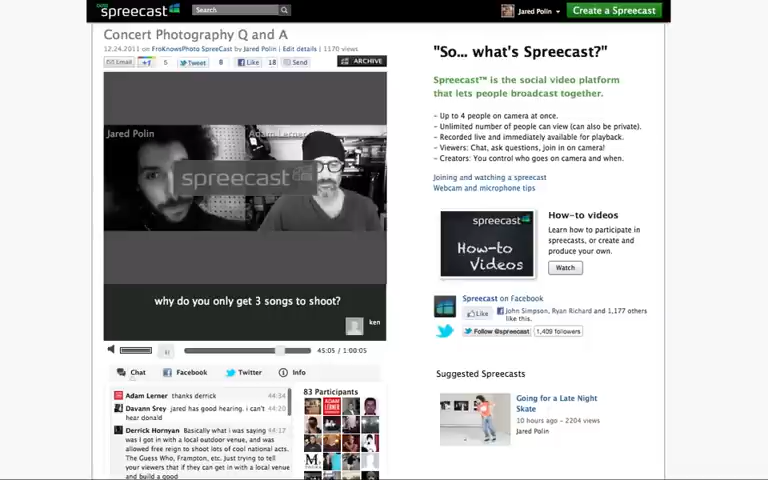 spreecast
Search
Jared Polin
Create a Spreecast
Concert Photography Q and A
12.24.2011 on FroKnowsPhoto SpreeCast by Jared Polin | Edit details | 1170 views
Email
+1
5
Tweet
8
Like
18
Send
ARCHIVE
Jared Polin
Adam Lerner
spreecast
why do you only get 3 songs to shoot?
ken
45:05 / 1:00:05
Chat
Facebook
Twitter
Info
Adam Lerner thanks derrick 44:34
Davann Srey jared has good hearing. i can't 44:20
hear donald
Derrick Hornyan Basically what i was saying 44:17
was I got in with a local outdoor venue, and was
allowed free reign to shoot lots of cool national acts.
The Guess Who, Frampton, etc. Just trying to tell
your viewers that if they can get in with a local venue
and build a good
83 Participants
"So... what's Spreecast?"
Spreecast™ is the social video platform
that lets people broadcast together.
- Up to 4 people on camera at once.
- Unlimited number of people can view (can also be private).
- Recorded live and immediately available for playback.
- Viewers: Chat, ask questions, join in on camera!
- Creators: You control who goes on camera and when.
Joining and watching a spreecast
Webcam and microphone tips
spreecast
How-to
Videos
How-to videos
Learn how to participate in
spreecasts, or create and
produce your own.
Watch
Spreecast on Facebook
Like
John Simpson, Ryan Richard and 1,177 others
like this.
Follow @spreecast
1,409 followers
Suggested Spreecasts
Going for a Late Night
Skate
10 hours ago - 2204 views
Jared Polin